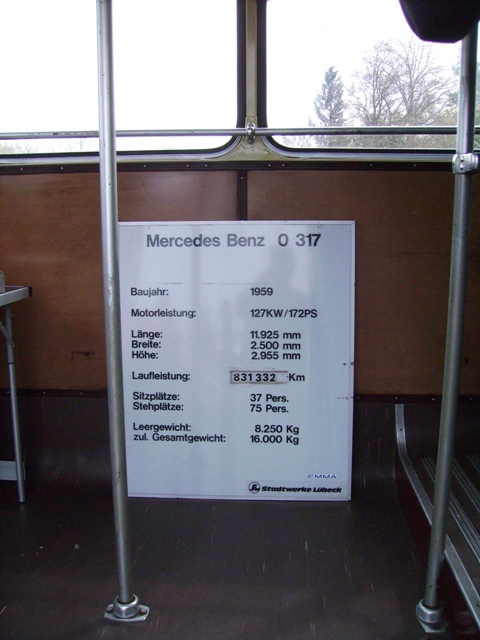 Mercedes Benz O 317
Baujahr: 1959
Motorleistung: 127KW/172PS
Länge: 11.925 mm
Breite: 2.500 mm
Höhe: 2.955 mm
Laufleistung: 831 332 Km
Sitzplätze: 37 Pers.
Stehplätze: 75 Pers.
Leergewicht: 8.250 Kg
zul. Gesamtgewicht: 16.000 Kg
EMMA
Stadtwerke Lübeck